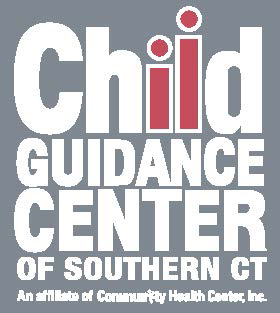 Child
GUIDANCE
CENTER
OF SOUTHERN CT
An affiliate of Community Health Center, Inc.